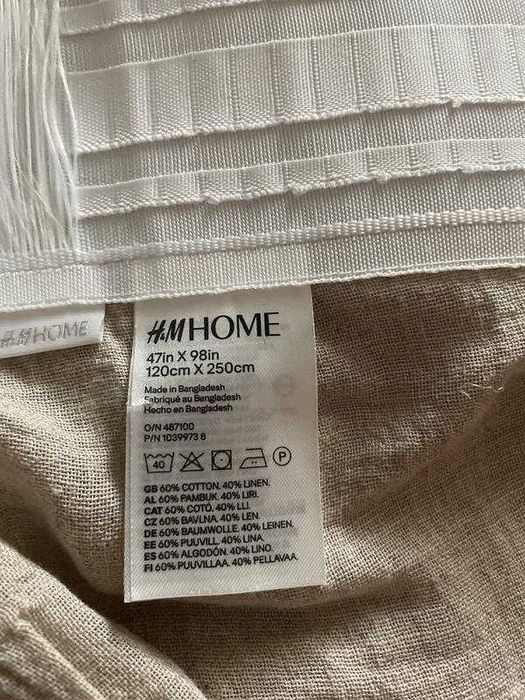 H&M HOME
H&M HOME
47in X 98in
120cm X 250cm
Made in Bangladesh
Fabriqué au Bangladesh
Hecho en Bangladesh
O/N 487100
P/N 1039973 8
40
P
GB 60% COTTON. 40% LINEN.
AL 60% PAMBUK. 40% LIRI.
CAT 60% COTÓ. 40% LLI.
CZ 60% BAVLNA. 40% LEN.
DE 60% BAUMWOLLE. 40% LEINEN.
EE 60% PUUVILL. 40% LINA.
ES 60% ALGODÓN. 40% LINO.
FI 60% PUUVILLAA. 40% PELLAVAA.